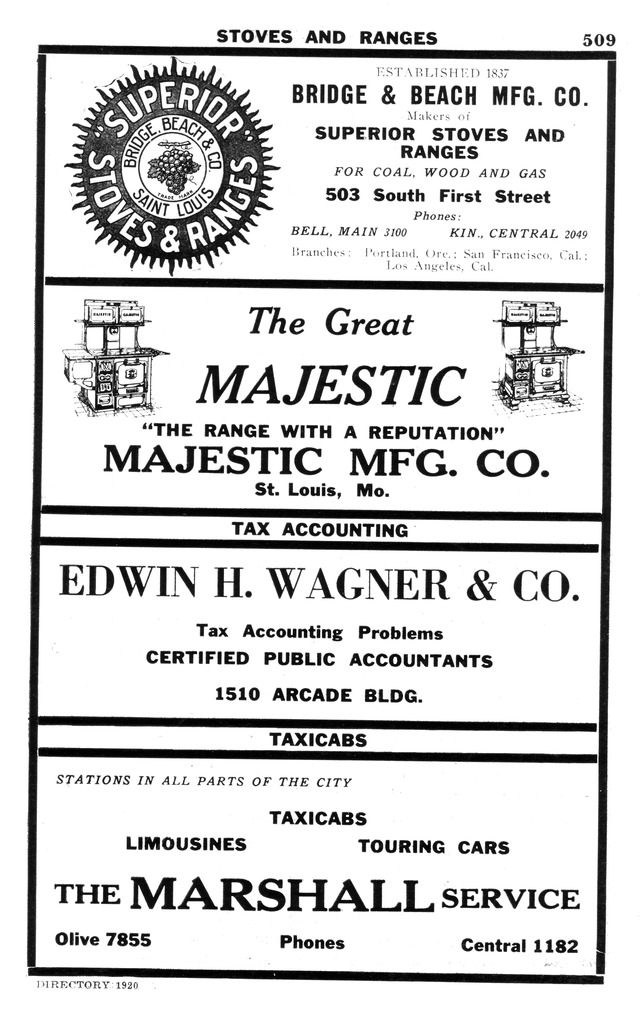 STOVES AND RANGES 509
"SUPERIOR"
STOVES & RANGES
BRIDGE, BEACH & CO
SAINT LOUIS
TRADE MARK
ESTABLISHED 1837
BRIDGE & BEACH MFG. CO.
Makers of
SUPERIOR STOVES AND
RANGES
FOR COAL, WOOD AND GAS
503 South First Street
Phones:
BELL, MAIN 3100 KIN., CENTRAL 2049
Branches: Portland, Ore.; San Francisco, Cal.;
Los Angeles, Cal.
The Great
MAJESTIC
"THE RANGE WITH A REPUTATION"
MAJESTIC MFG. CO.
St. Louis, Mo.
TAX ACCOUNTING
EDWIN H. WAGNER & CO.
Tax Accounting Problems
CERTIFIED PUBLIC ACCOUNTANTS
1510 ARCADE BLDG.
TAXICABS
STATIONS IN ALL PARTS OF THE CITY
TAXICABS
LIMOUSINES TOURING CARS
THE MARSHALL SERVICE
Olive 7855 Phones Central 1182
DIRECTORY 1920